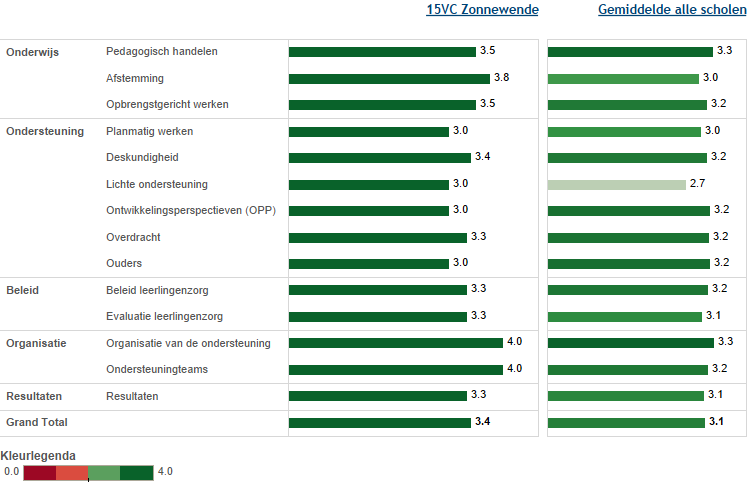 15VC Zonnewende Gemiddelde alle scholen
Onderwijs Pedagogisch handelen 3.5 3.3
Afstemming 3.8 3.0
Opbrengstgericht werken 3.5 3.2
Ondersteuning Planmatig werken 3.0 3.0
Deskundigheid 3.4 3.2
Lichte ondersteuning 3.0 2.7
Ontwikkelingsperspectieven (OPP) 3.0 3.2
Overdracht 3.3 3.2
Ouders 3.0 3.2
Beleid Beleid leerlingenzorg 3.3 3.2
Evaluatie leerlingenzorg 3.3 3.1
Organisatie Organisatie van de ondersteuning 4.0 3.3
Ondersteuningteams 4.0 3.2
Resultaten Resultaten 3.3 3.1
Grand Total 3.4 3.1
Kleurlegenda
0.0 4.0